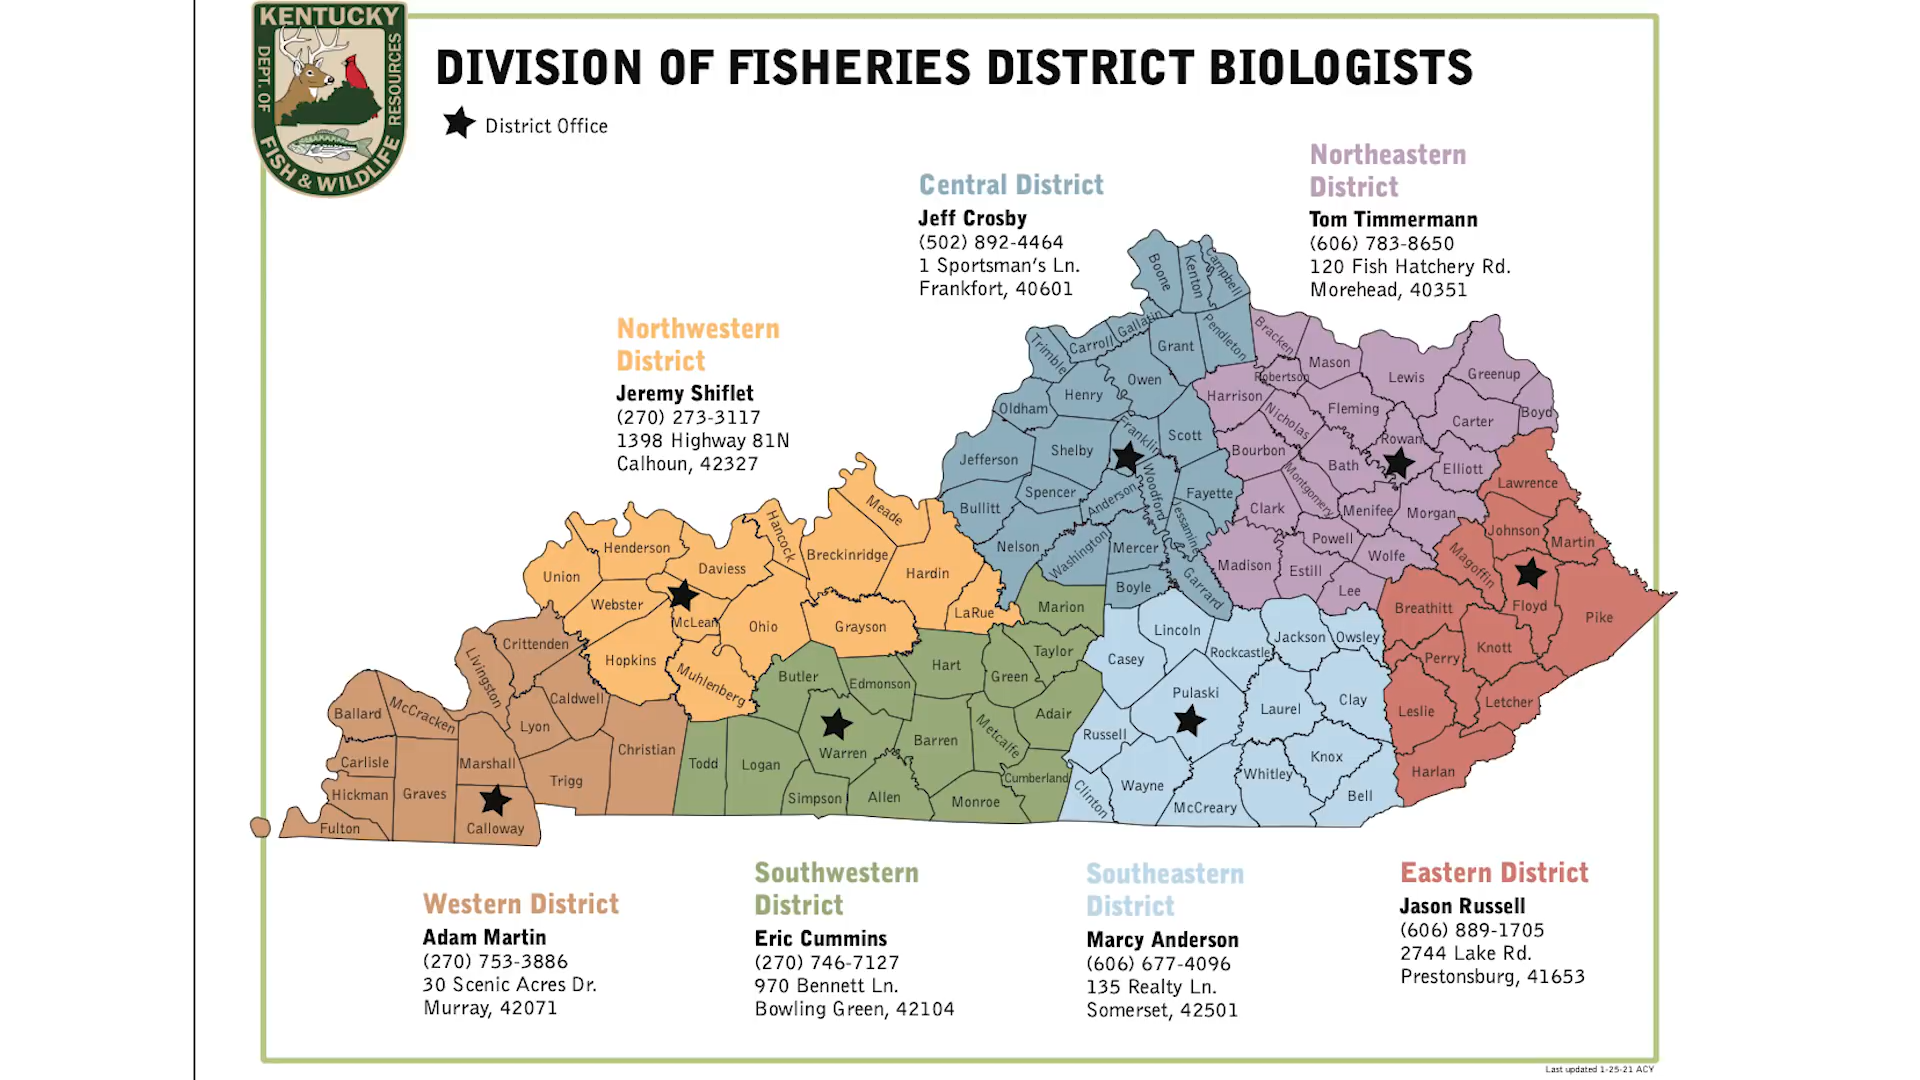 KENTUCKY
DEPT. OF
FISH & WILDLIFE
RESOURCES
DIVISION OF FISHERIES DISTRICT BIOLOGISTS
District Office
Northeastern
District
Tom Timmermann
(606) 783-8650
120 Fish Hatchery Rd.
Morehead, 40351
Central District
Jeff Crosby
(502) 892-4464
1 Sportsman's Ln.
Frankfort, 40601
Northwestern
District
Jeremy Shiflet
(270) 273-3117
1398 Highway 81N
Calhoun, 42327
Boone
Kenton
Campbell
Trimble
Carroll
Gallatin
Grant
Pendleton
Owen
Henry
Oldham
Franklin
Scott
Shelby
Jefferson
Spencer
Anderson
Woodford
Fayette
Bullitt
Jessamine
Nelson
Washington
Mercer
Boyle
Garrard
Bracken
Mason
Robertson
Lewis
Greenup
Harrison
Nicholas
Fleming
Carter
Boyd
Bourbon
Rowan
Bath
Elliott
Montgomery
Clark
Menifee
Morgan
Powell
Wolfe
Madison
Estill
Lee
Lawrence
Johnson
Martin
Magoffin
Floyd
Pike
Breathitt
Knott
Perry
Letcher
Leslie
Harlan
Meade
Hancock
Breckinridge
Henderson
Daviess
Union
Hardin
Webster
McLean
Ohio
Grayson
LaRue
Hopkins
Muhlenberg
Crittenden
Livingston
Caldwell
Lyon
Ballard
McCracken
Carlisle
Marshall
Christian
Trigg
Hickman
Graves
Fulton
Calloway
Marion
Taylor
Hart
Green
Butler
Edmonson
Adair
Metcalfe
Barren
Warren
Todd
Logan
Cumberland
Simpson
Allen
Monroe
Lincoln
Casey
Rockcastle
Jackson
Owsley
Pulaski
Laurel
Clay
Russell
Knox
Whitley
Wayne
Clinton
McCreary
Bell
Western District
Adam Martin
(270) 753-3886
30 Scenic Acres Dr.
Murray, 42071
Southwestern
District
Eric Cummins
(270) 746-7127
970 Bennett Ln.
Bowling Green, 42104
Southeastern
District
Marcy Anderson
(606) 677-4096
135 Realty Ln.
Somerset, 42501
Eastern District
Jason Russell
(606) 889-1705
2744 Lake Rd.
Prestonsburg, 41653
Last updated 1-25-21 ACY